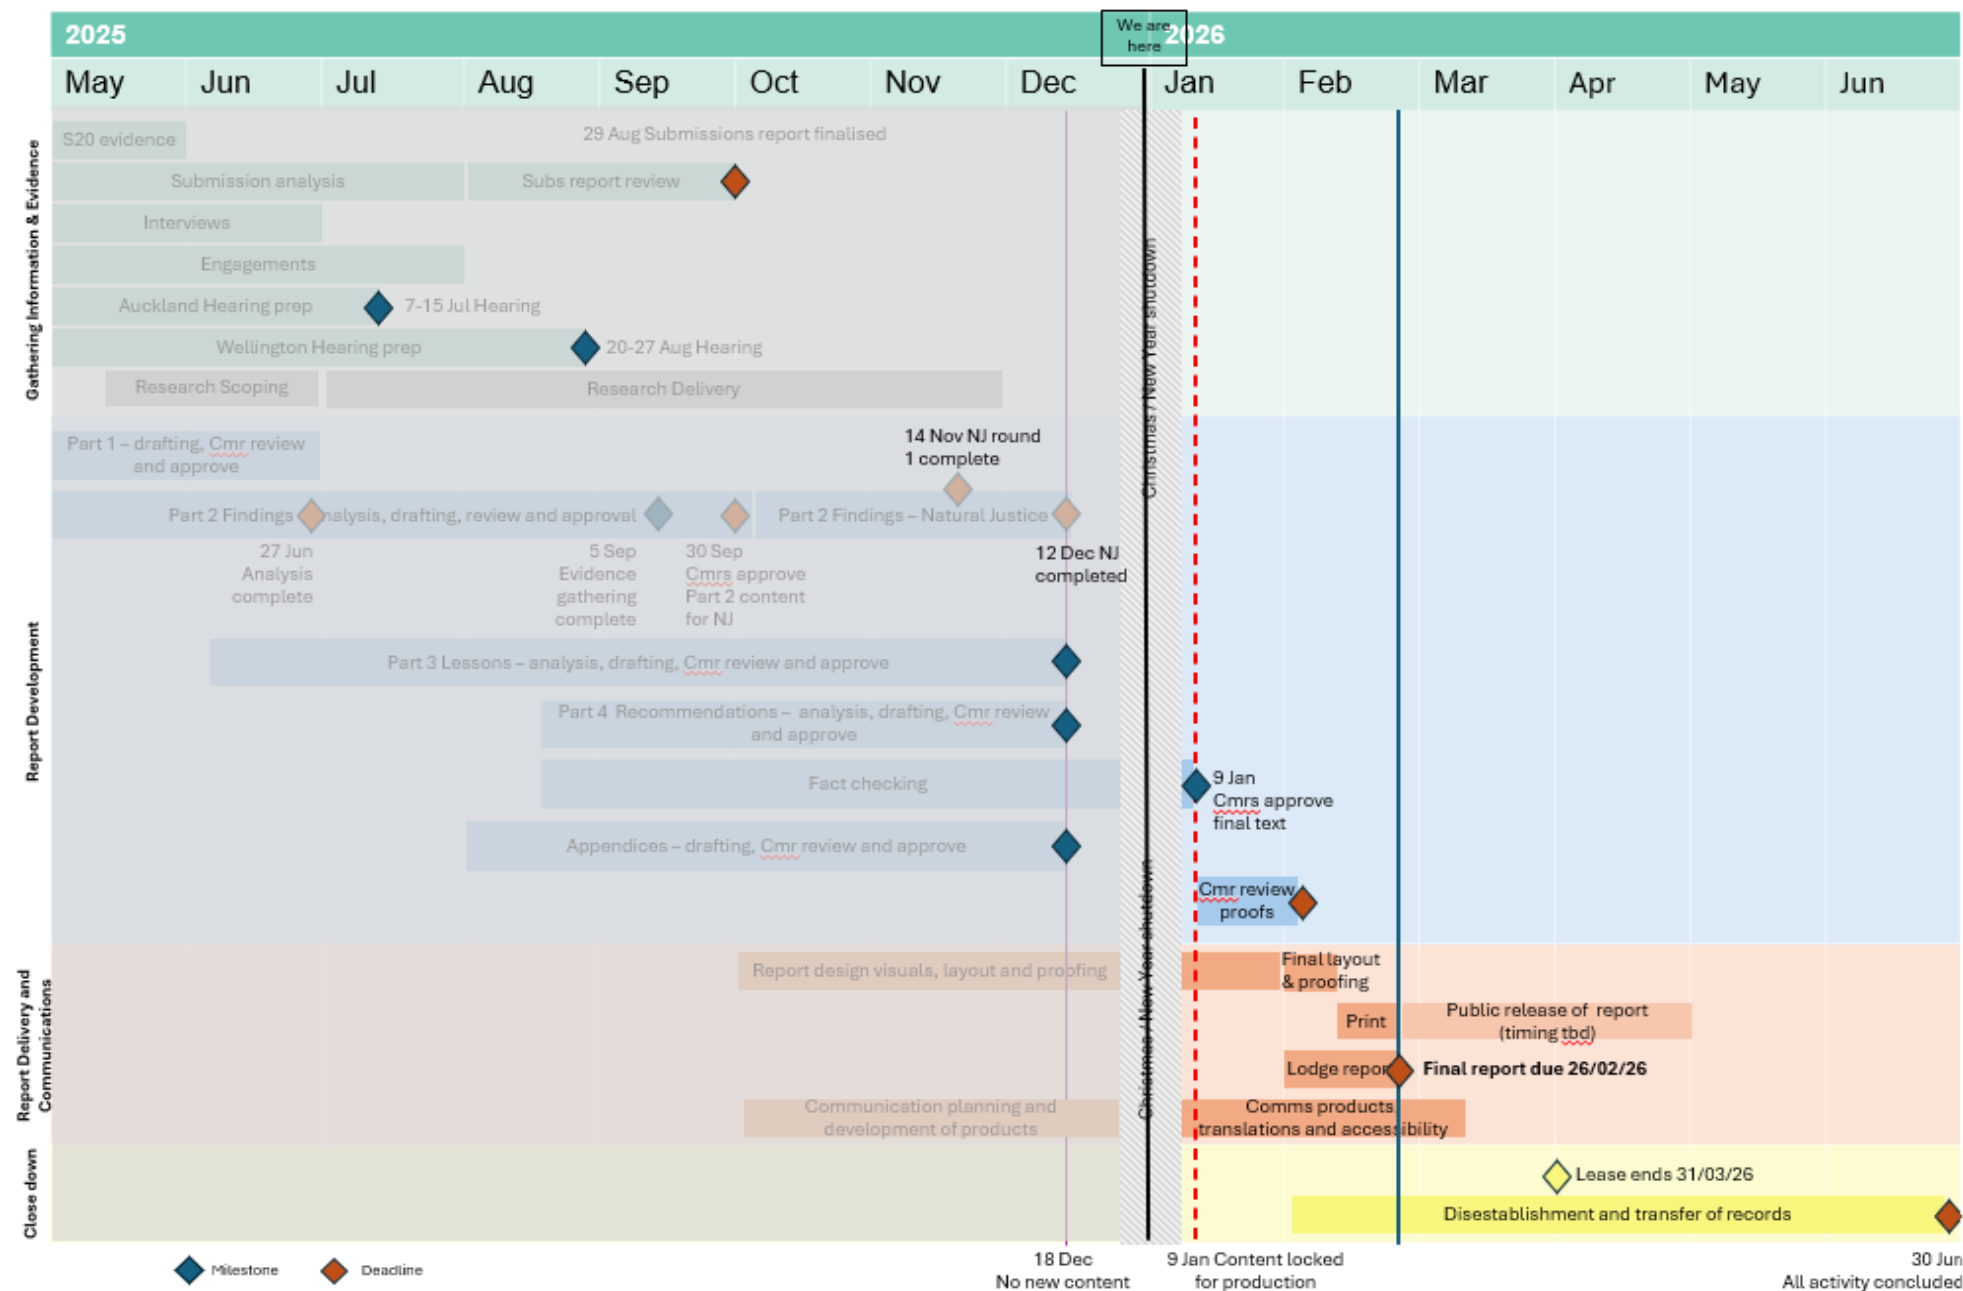 We are
here
2025
2026
May
Jun
Jul
Aug
Sep
Oct
Nov
Dec
Jan
Feb
Mar
Apr
May
Jun
Gathering Information & Evidence
S20 evidence
29 Aug Submissions report finalised
Submission analysis
Subs report review
Interviews
Engagements
Auckland Hearing prep
7-15 Jul Hearing
Wellington Hearing prep
20-27 Aug Hearing
Research Scoping
Research Delivery
Christmas / New Year shutdown
Report Development
Part 1 – drafting, Cmr review
and approve
14 Nov NJ round
1 complete
Part 2 Findings
nalysis, drafting, review and approval
Part 2 Findings – Natural Justice
27 Jun
Analysis
complete
5 Sep
Evidence
gathering
complete
30 Sep
Cmrs approve
Part 2 content
for NJ
12 Dec NJ
completed
Part 3 Lessons – analysis, drafting, Cmr review and approve
Part 4 Recommendations – analysis, drafting, Cmr review
and approve
Fact checking
9 Jan
Cmrs approve
final text
Appendices – drafting, Cmr review and approve
Cmr review
proofs
Christmas / New Year shutdown
Report Delivery and
Communications
Report design visuals, layout and proofing
Final layout
& proofing
Print
Public release of report
(timing tbd)
Lodge repor
Final report due 26/02/26
Communication planning and
development of products
Comms products,
translations and accessibility
Close down
Lease ends 31/03/26
Disestablishment and transfer of records
Milestone
Deadline
18 Dec
No new content
9 Jan Content locked
for production
30 Jun
All activity concluded